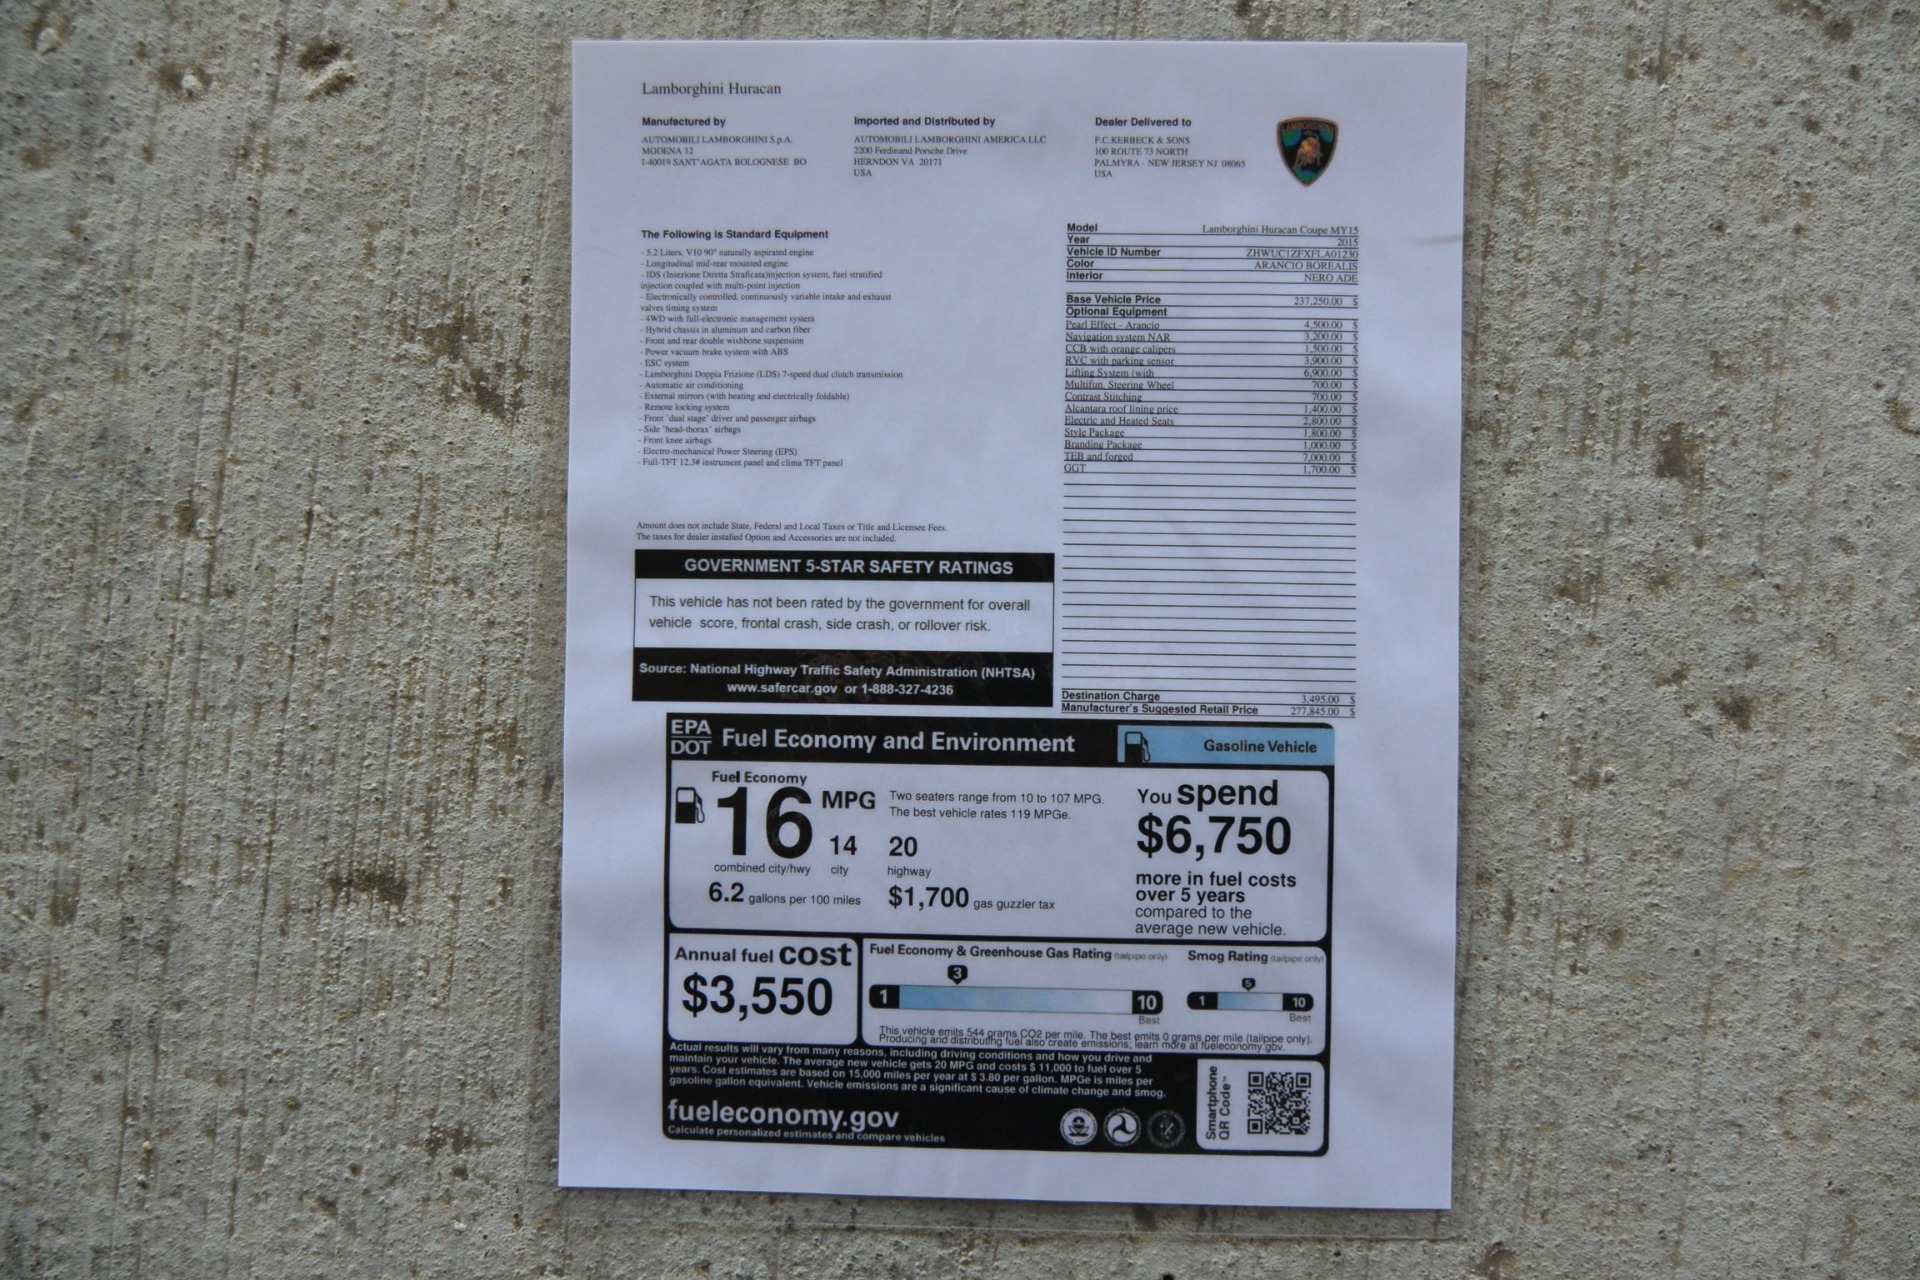 Lamborghini Huracan
Manufactured by
AUTOMOBILI LAMBORGHINI S.p.A.
MODENA 12
I-40019 SANT'AGATA BOLOGNESE BO
Imported and Distributed by
AUTOMOBILI LAMBORGHINI AMERICA LLC
2200 Ferdinand Porsche Drive
HERNDON VA 20171
USA
Dealer Delivered to
F.C.KERBECK & SONS
100 ROUTE 73 NORTH
PALMYRA - NEW JERSEY NJ 08065
USA
LAMBORGHINI
The Following is Standard Equipment
- 5.2 Liters, V10 90° naturally aspirated engine
- Longitudinal mid-rear mounted engine
- IDS (Iniezione Diretta Straficata)injection system, fuel stratified
injection coupled with multi-point injection
- Electronically controlled, continuously variable intake and exhaust
valves timing system
- 4WD with full-electronic management system
- Hybrid chassis in aluminum and carbon fiber
- Front and rear double wishbone suspension
- Power vacuum brake system with ABS
- ESC system
- Lamborghini Doppia Frizione (LDS) 7-speed dual clutch transmission
- Automatic air conditioning
- External mirrors (with heating and electrically foldable)
- Remote locking system
- Front "dual stage" driver and passenger airbags
- Side "head-thorax" airbags
- Front knee airbags
- Electro-mechanical Power Steering (EPS)
- Full-TFT 12.3# instrument panel and clima TFT panel
Amount does not include State, Federal and Local Taxes or Title and Licensee Fees.
The taxes for dealer installed Option and Accessories are not included.
Model Lamborghini Huracan Coupe MY15
Year 2015
Vehicle ID Number ZHWUC1ZFXFLA01230
Color ARANCIO BOREALIS
Interior NERO ADE
Base Vehicle Price 237,250.00 $
Optional Equipment
Pearl Effect - Arancio 4,500.00 $
Navigation system NAR 3,200.00 $
CCB with orange calipers 1,500.00 $
RVC with parking sensor 3,900.00 $
Lifting System (with 6,900.00 $
Multifun. Steering Wheel 700.00 $
Contrast Stitching 700.00 $
Alcantara roof lining price 1,400.00 $
Electric and Heated Seats 2,800.00 $
Style Package 1,800.00 $
Branding Package 1,000.00 $
TEB and forged 7,000.00 $
GGT 1,700.00 $
Destination Charge 3,495.00 $
Manufacturer's Suggested Retail Price 277,845.00 $
GOVERNMENT 5-STAR SAFETY RATINGS
This vehicle has not been rated by the government for overall
vehicle score, frontal crash, side crash, or rollover risk.
Source: National Highway Traffic Safety Administration (NHTSA)
www.safercar.gov or 1-888-327-4236
EPA
DOT
Fuel Economy and Environment
Gasoline Vehicle
Fuel Economy
16 MPG
combined city/hwy
14
city
20
highway
Two seaters range from 10 to 107 MPG.
The best vehicle rates 119 MPGe.
6.2 gallons per 100 miles
$1,700 gas guzzler tax
You spend
$6,750
more in fuel costs
over 5 years
compared to the
average new vehicle.
Annual fuel cost
$3,550
Fuel Economy & Greenhouse Gas Rating (tailpipe only)
3
1 10
Best
Smog Rating (tailpipe only)
5
1 10
Best
This vehicle emits 544 grams CO2 per mile. The best emits 0 grams per mile (tailpipe only).
Producing and distributing fuel also create emissions; learn more at fueleconomy.gov.
Actual results will vary from many reasons, including driving conditions and how you drive and
maintain your vehicle. The average new vehicle gets 20 MPG and costs $ 11,000 to fuel over 5
years. Cost estimates are based on 15,000 miles per year at $ 3.80 per gallon. MPGe is miles per
gasoline gallon equivalent. Vehicle emissions are a significant cause of climate change and smog.
fueleconomy.gov
Calculate personalized estimates and compare vehicles
Smartphone
QR Code™